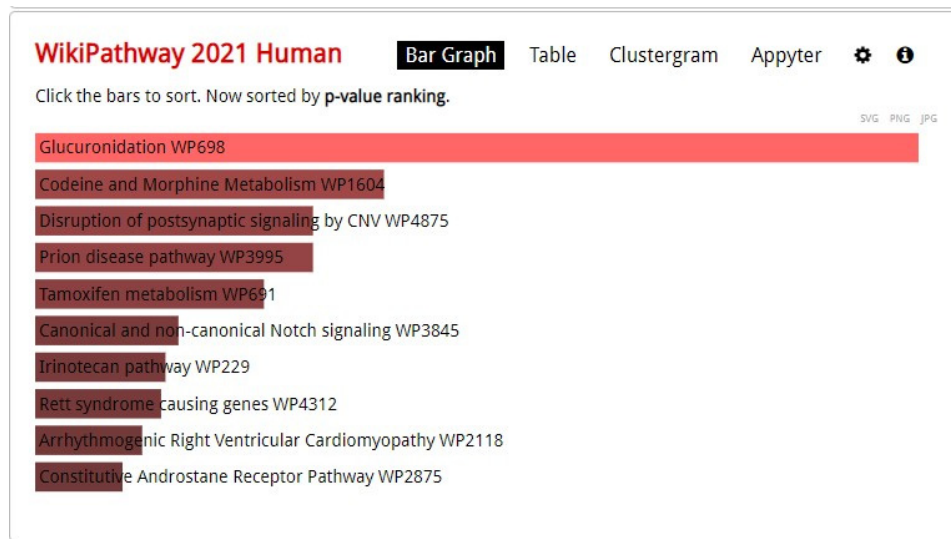 WikiPathway 2021 Human Bar Graph Table Clustergram Appyter
Click the bars to sort. Now sorted by p-value ranking.
SVG PNG JPG
Glucuronidation WP698
Codeine and Morphine Metabolism WP1604
Disruption of postsynaptic signaling by CNV WP4875
Prion disease pathway WP3995
Tamoxifen metabolism WP691
Canonical and non-canonical Notch signaling WP3845
Irinotecan pathway WP229
Rett syndrome causing genes WP4312
Arrhythmogenic Right Ventricular Cardiomyopathy WP2118
Constitutive Androstane Receptor Pathway WP2875